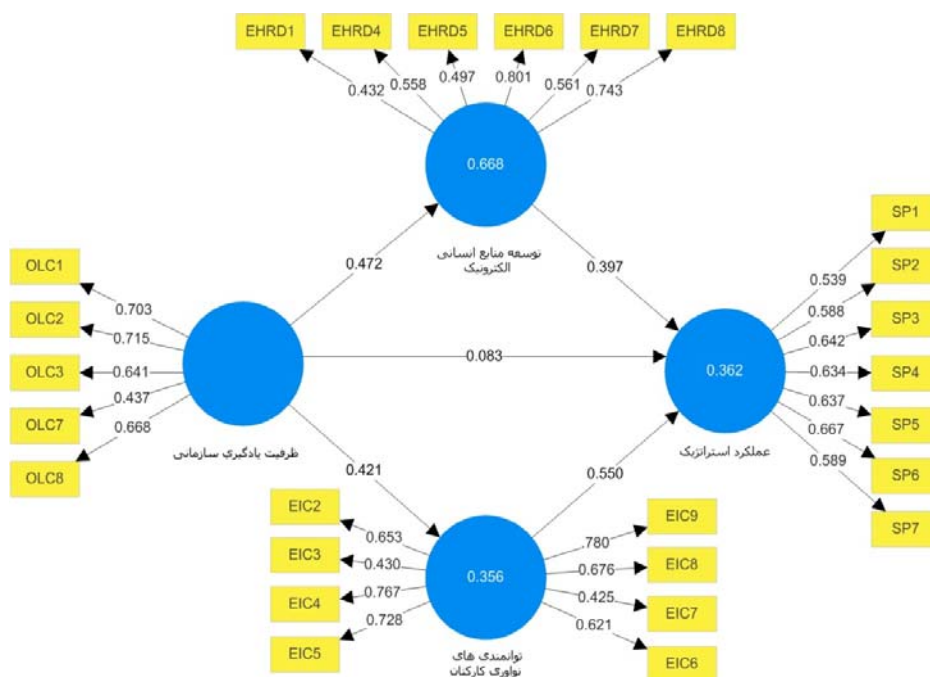 EHRD1
EHRD4
EHRD5
EHRD6
EHRD7
EHRD8
0.432
0.558
0.497
0.801
0.561
0.743
0.668
توسعه منابع انسانی
الکترونیک
0.472
0.397
OLC1
OLC2
OLC3
OLC7
OLC8
0.703
0.715
0.641
0.437
0.668
ظرفیت یادگیری سازمانی
0.083
0.421
0.550
SP1
SP2
SP3
SP4
SP5
SP6
SP7
0.539
0.588
0.642
0.634
0.637
0.667
0.589
0.362
عملکرد استراتژیک
EIC2
EIC3
EIC4
EIC5
0.653
0.430
0.767
0.728
0.356
توانمندی های
نواوری کارکنان
.780
0.676
0.425
0.621
EIC9
EIC8
EIC7
EIC6